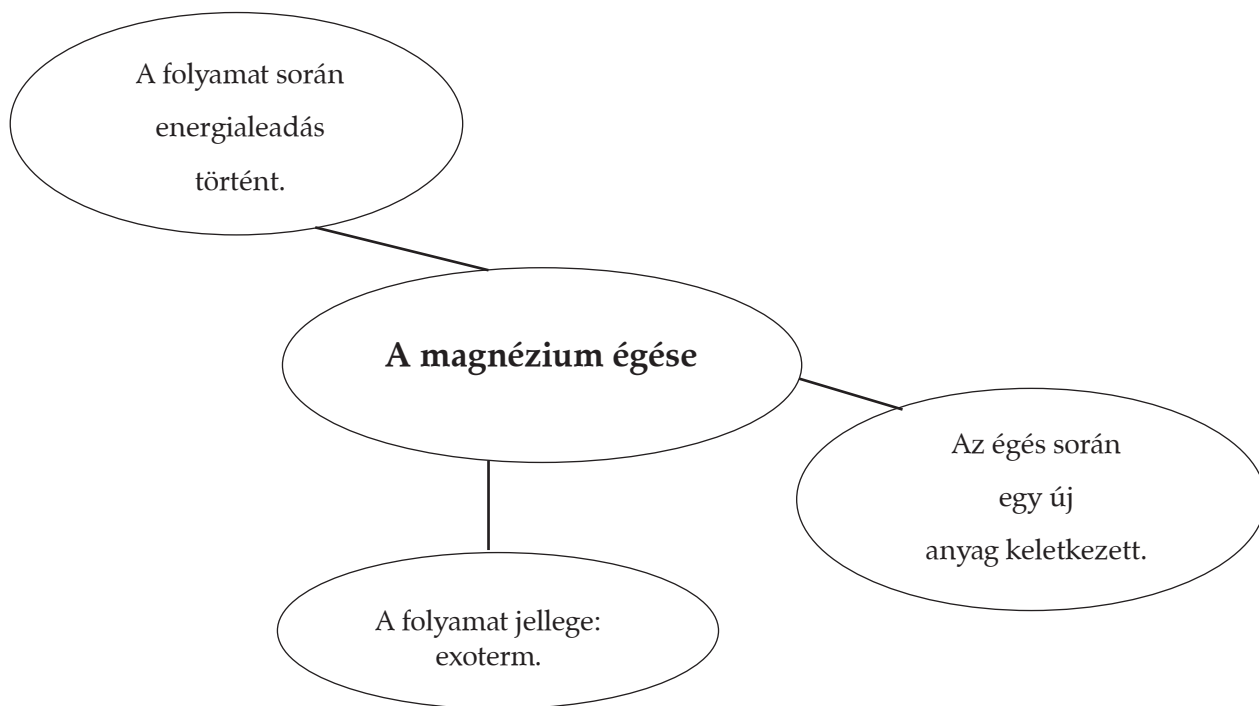 A folyamat során
energialeadás
történt.
A magnézium égése
Az égés során
egy új
anyag keletkezett.
A folyamat jellege:
exoterm.